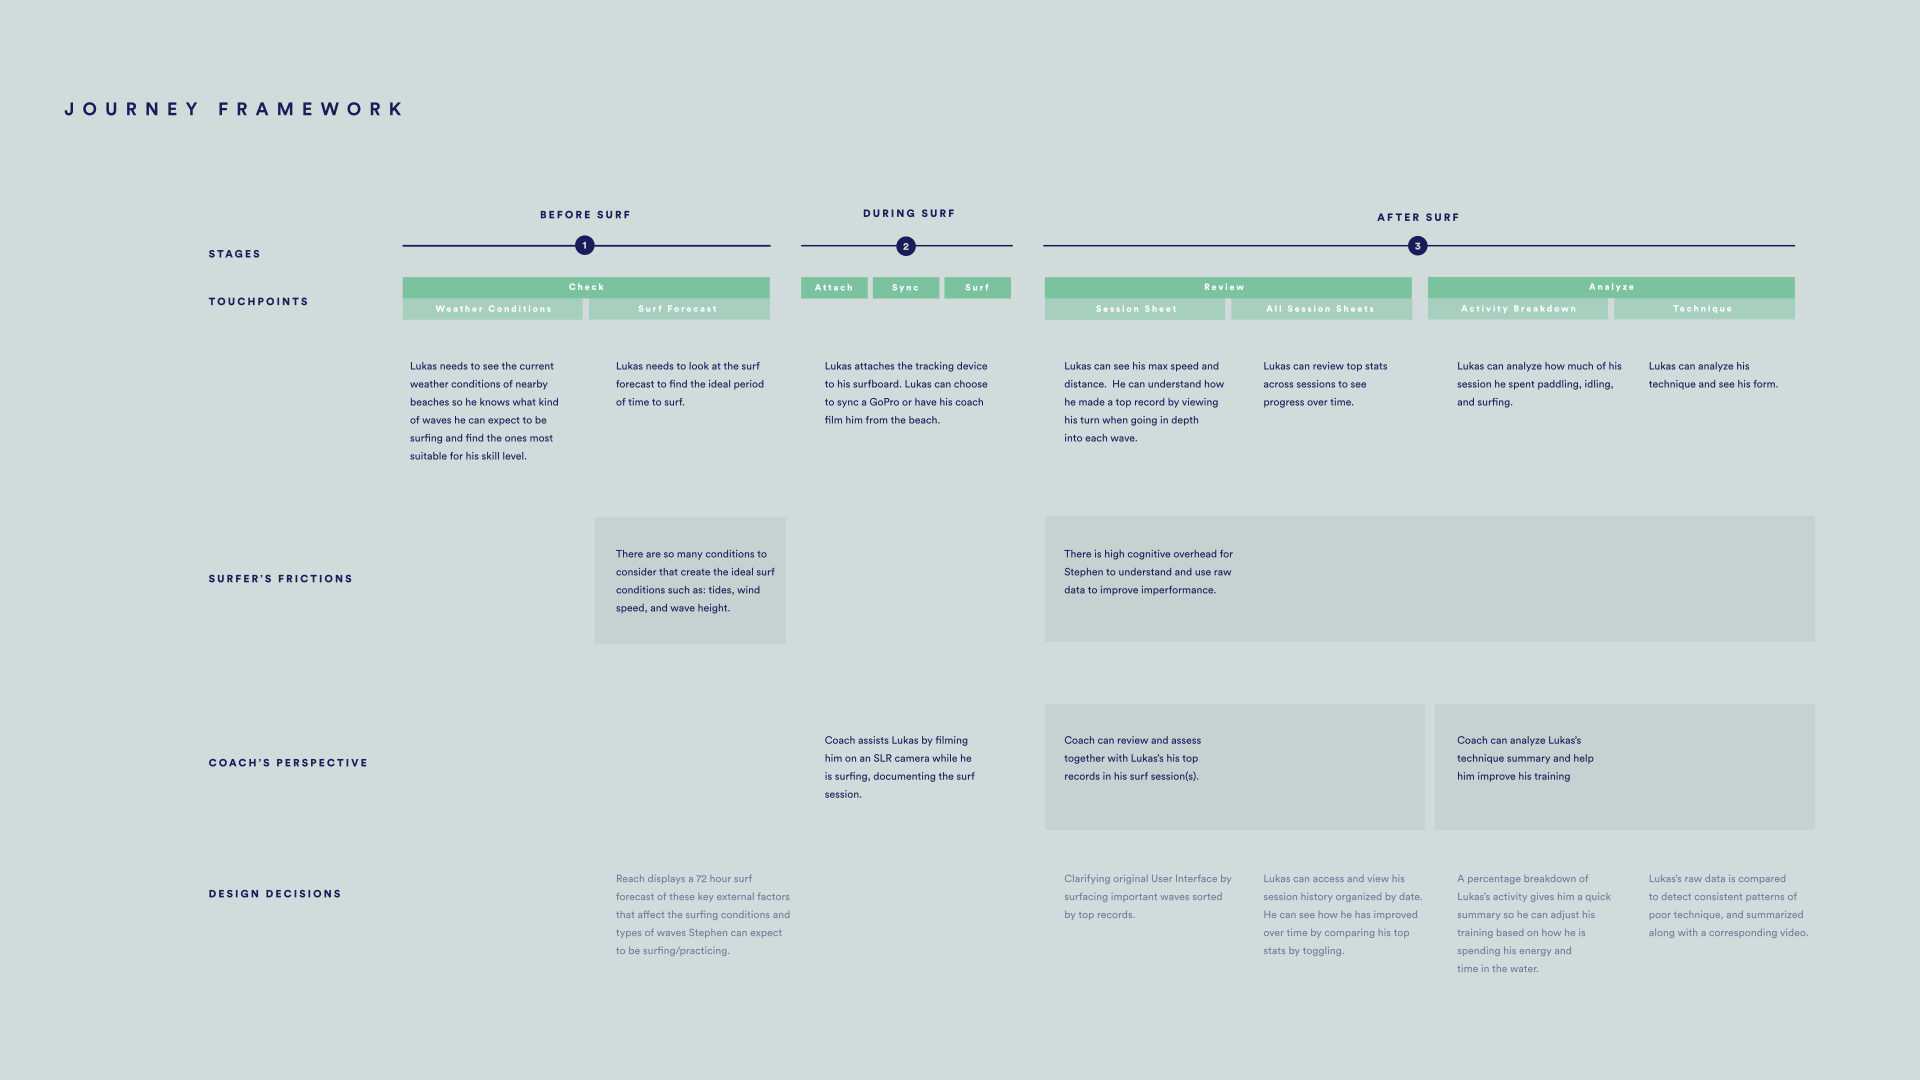 JOURNEY FRAMEWORK
BEFORE SURF
DURING SURF
AFTER SURF
STAGES
1
2
3
TOUCHPOINTS
Check
Weather Conditions
Surf Forecast
Attach
Sync
Surf
Review
Session Sheet
All Session Sheets
Analyze
Activity Breakdown
Technique
Lukas needs to see the current
weather conditions of nearby
beaches so he knows what kind
of waves he can expect to be
surfing and find the ones most
suitable for his skill level.
Lukas needs to look at the surf
forecast to find the ideal period
of time to surf.
Lukas attaches the tracking device
to his surfboard. Lukas can choose
to sync a GoPro or have his coach
film him from the beach.
Lukas can see his max speed and
distance.  He can understand how
he made a top record by viewing
his turn when going in depth
into each wave.
Lukas can review top stats
across sessions to see
progress over time.
Lukas can analyze how much of his
session he spent paddling, idling,
and surfing.
Lukas can analyze his
technique and see his form.
SURFER'S FRICTIONS
There are so many conditions to
consider that create the ideal surf
conditions such as: tides, wind
speed, and wave height.
There is high cognitive overhead for
Stephen to understand and use raw
data to improve imperformance.
COACH'S PERSPECTIVE
Coach assists Lukas by filming
him on an SLR camera while he
is surfing, documenting the surf
session.
Coach can review and assess
together with Lukas's his top
records in his surf session(s).
Coach can analyze Lukas's
technique summary and help
him improve his training
DESIGN DECISIONS
Reach displays a 72 hour surf
forecast of these key external factors
that affect the surfing conditions and
types of waves Stephen can expect
to be surfing/practicing.
Clarifying original User Interface by
surfacing important waves sorted
by top records.
Lukas can access and view his
session history organized by date.
He can see how he has improved
over time by comparing his top
stats by toggling.
A percentage breakdown of
Lukas's activity gives him a quick
summary so he can adjust his
training based on how he is
spending his energy and
time in the water.
Lukas's raw data is compared
to detect consistent patterns of
poor technique, and summarized
along with a corresponding video.